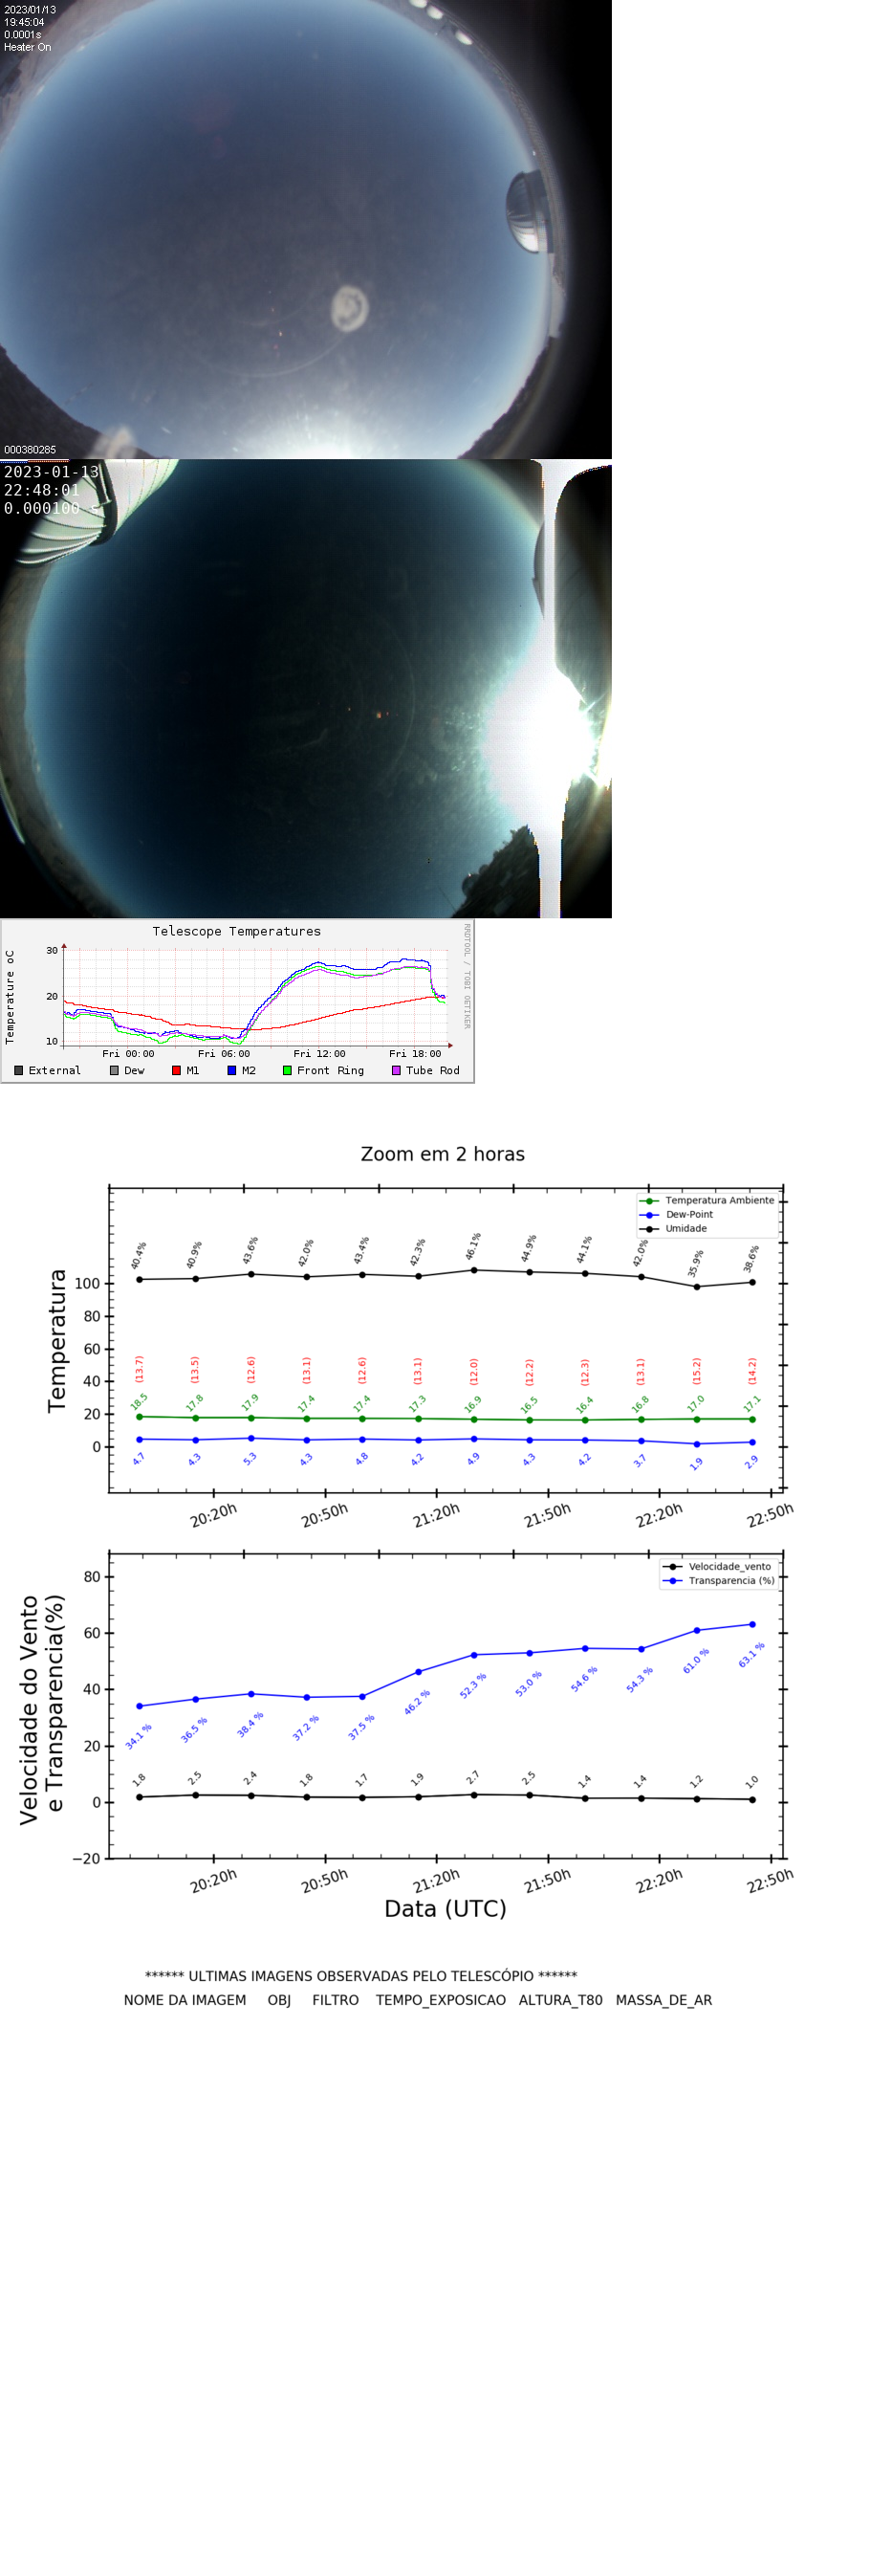 2023/01/13
19:45:04
0.0001s
Heater On
000380285
2023-01-13
22:48:01
0.000100 s
Telescope Temperatures
RRDTOOL / TOBI OETIKER
Temperature oC
30
20
10
Fri 00:00 Fri 06:00 Fri 12:00 Fri 18:00
External Dew M1 M2 Front Ring Tube Rod
Zoom em 2 horas
Temperatura Ambiente
Dew-Point
Umidade
Temperatura
100
80
60
40
20
0
40.4% 40.9% 43.6% 42.0% 43.4% 42.3% 46.1% 44.9% 44.1% 42.0% 35.9% 38.6%
(13.7) (13.5) (12.6) (13.1) (12.6) (13.1) (12.0) (12.2) (12.3) (13.1) (15.2) (14.2)
18.5 17.8 17.9 17.4 17.4 17.3 16.9 16.5 16.4 16.8 17.0 17.1
4.7 4.3 5.3 4.3 4.8 4.2 4.9 4.3 4.2 3.7 1.9 2.9
20:20h 20:50h 21:20h 21:50h 22:20h 22:50h
Velocidade_vento
Transparencia (%)
Velocidade do Vento
e Transparencia(%)
80
60
40
20
0
−20
34.1 % 36.5 % 38.4 % 37.2 % 37.5 % 46.2 % 52.3 % 53.0 % 54.6 % 54.3 % 61.0 % 63.1 %
1.8 2.5 2.4 1.8 1.7 1.9 2.7 2.5 1.4 1.4 1.2 1.0
20:20h 20:50h 21:20h 21:50h 22:20h 22:50h
Data (UTC)
****** ULTIMAS IMAGENS OBSERVADAS PELO TELESCÓPIO ******
NOME DA IMAGEM OBJ FILTRO TEMPO_EXPOSICAO ALTURA_T80 MASSA_DE_AR